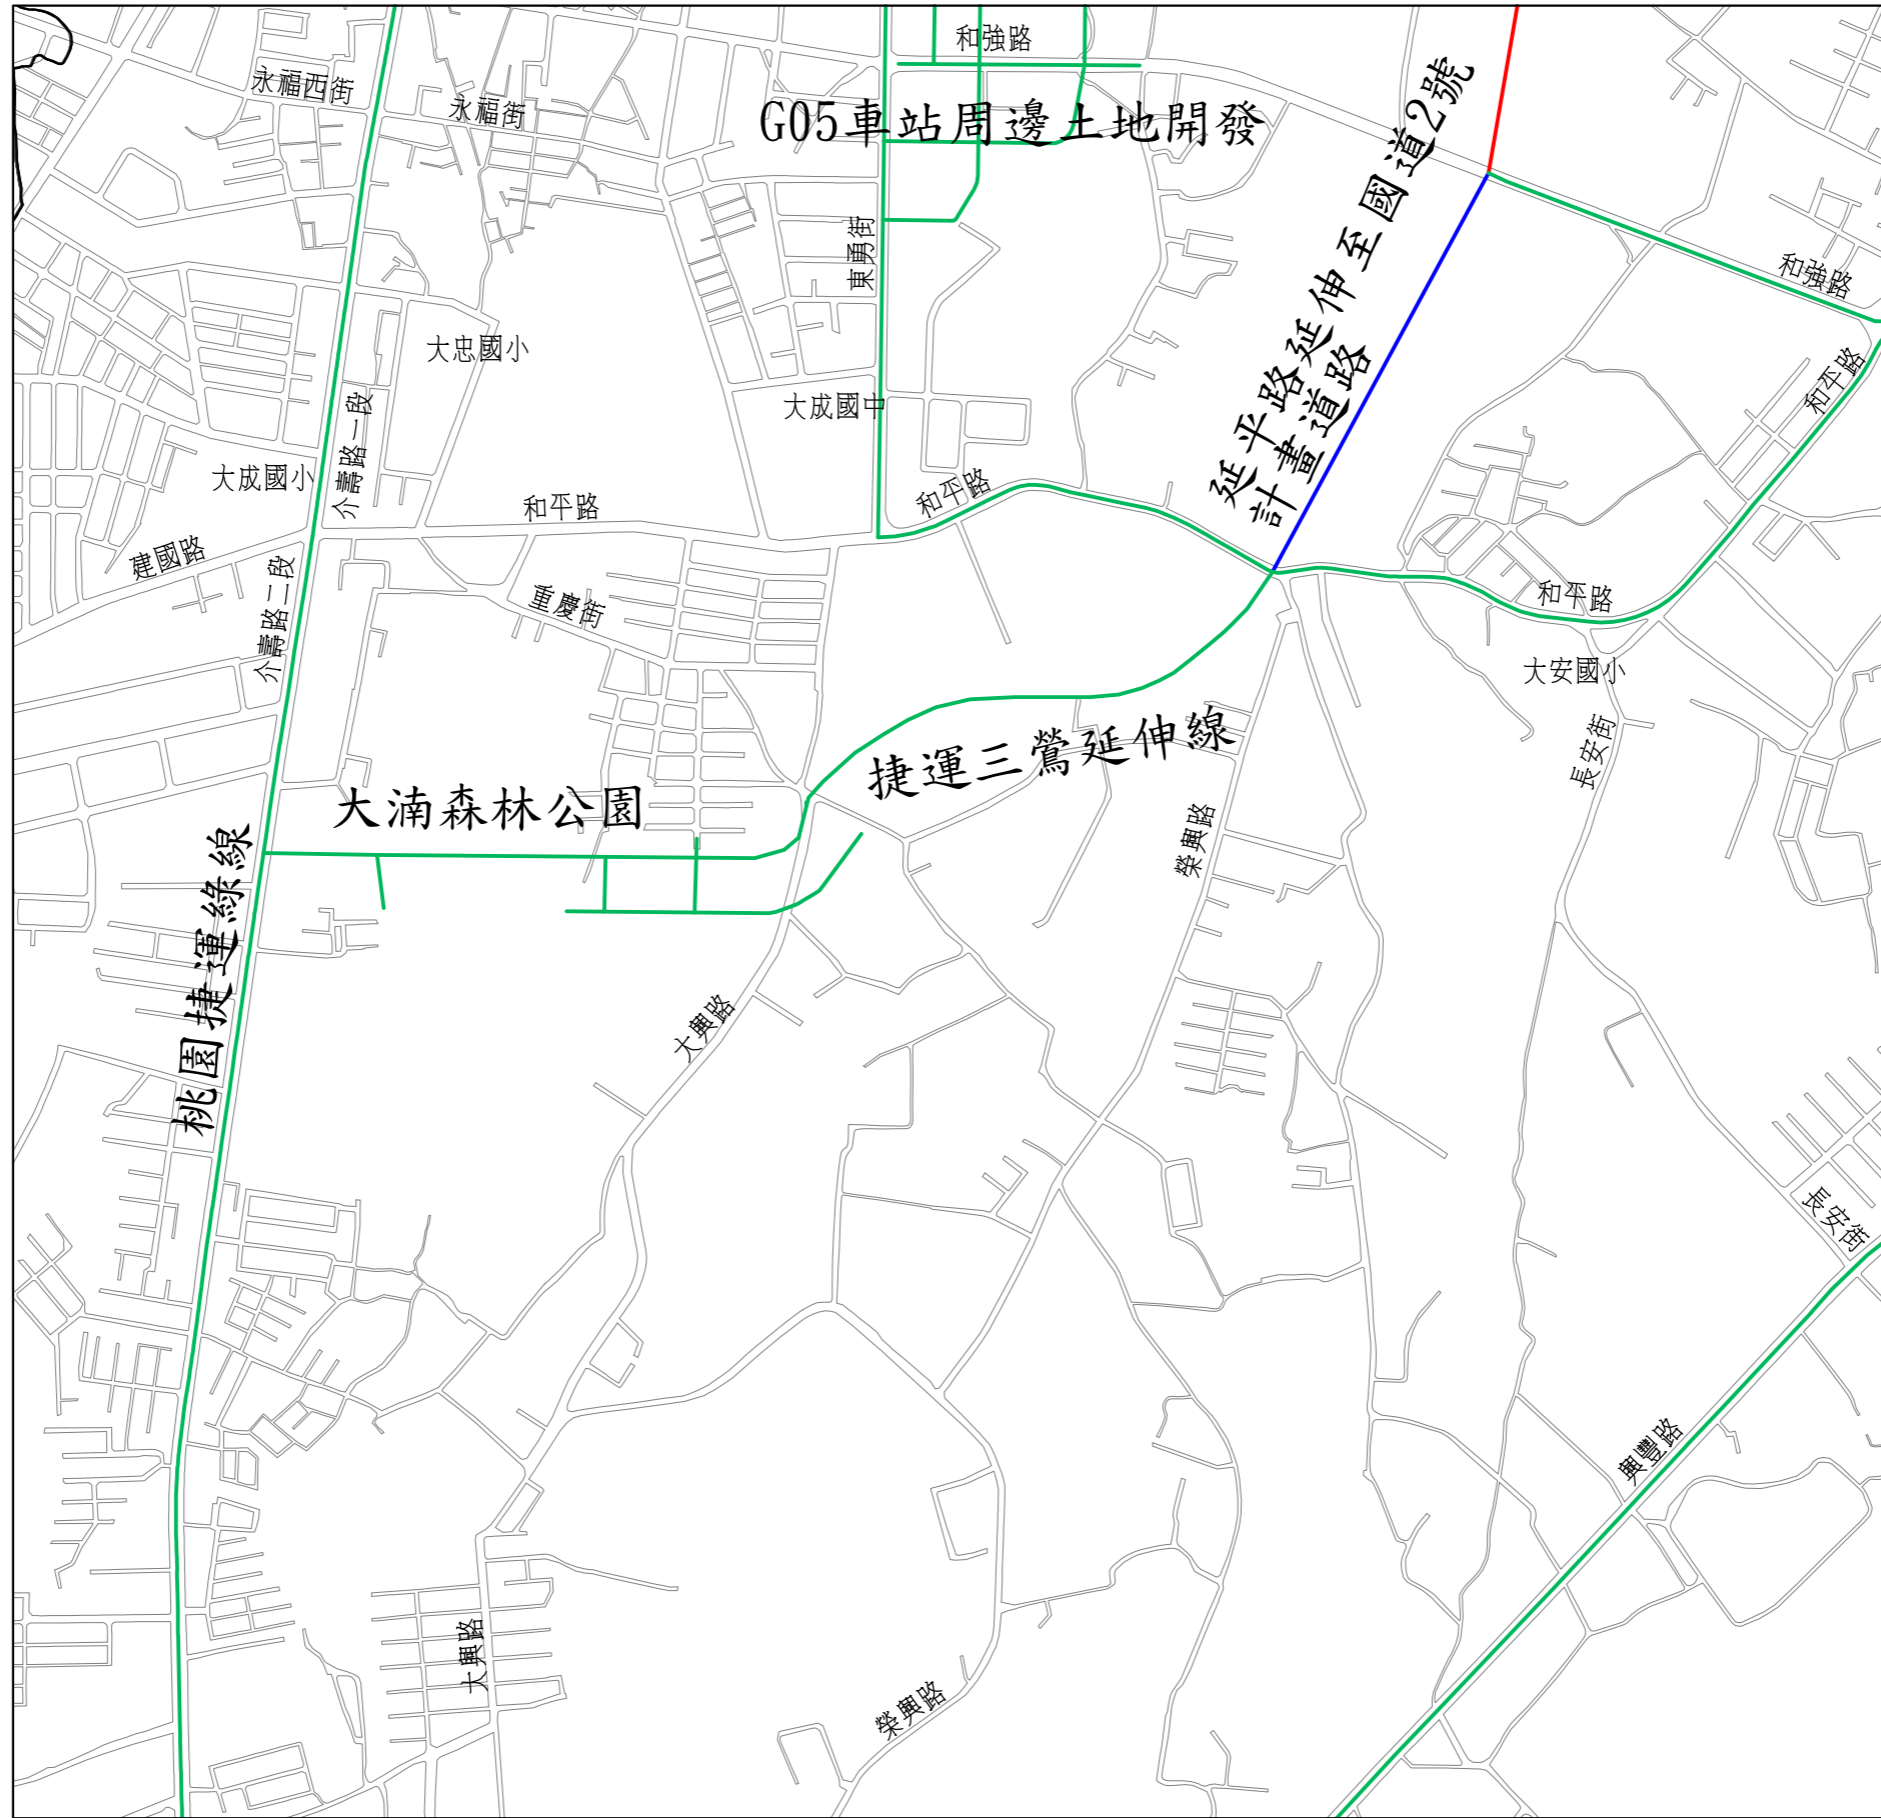 和強路
永福西街
永福街
G05車站周邊土地開發
東勇街
和強路
延平路延伸至國道2號
計畫道路
大忠國小
和平路
大成國中
介壽路一段
大成國小
和平路
和平路
建國路
介壽路二段
重慶街
和平路
大安國小
長安街
捷運三鶯延伸線
大湳森林公園
榮興路
桃園捷運綠線
大興路
長安街
興豐路
大興路
榮興路